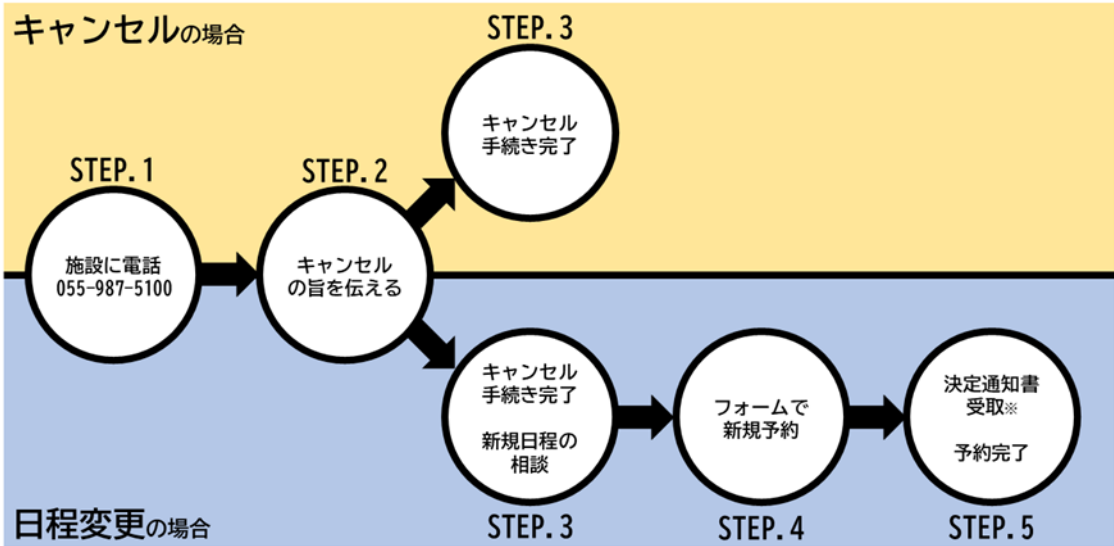 キャンセルの場合
STEP.1
施設に電話
055-987-5100
STEP.2
キャンセル
の旨を伝える
STEP.3
キャンセル
手続き完了
日程変更の場合
キャンセル
手続き完了
新規日程の
相談
STEP.3
フォームで
新規予約
STEP.4
決定通知書
受取※
予約完了
STEP.5